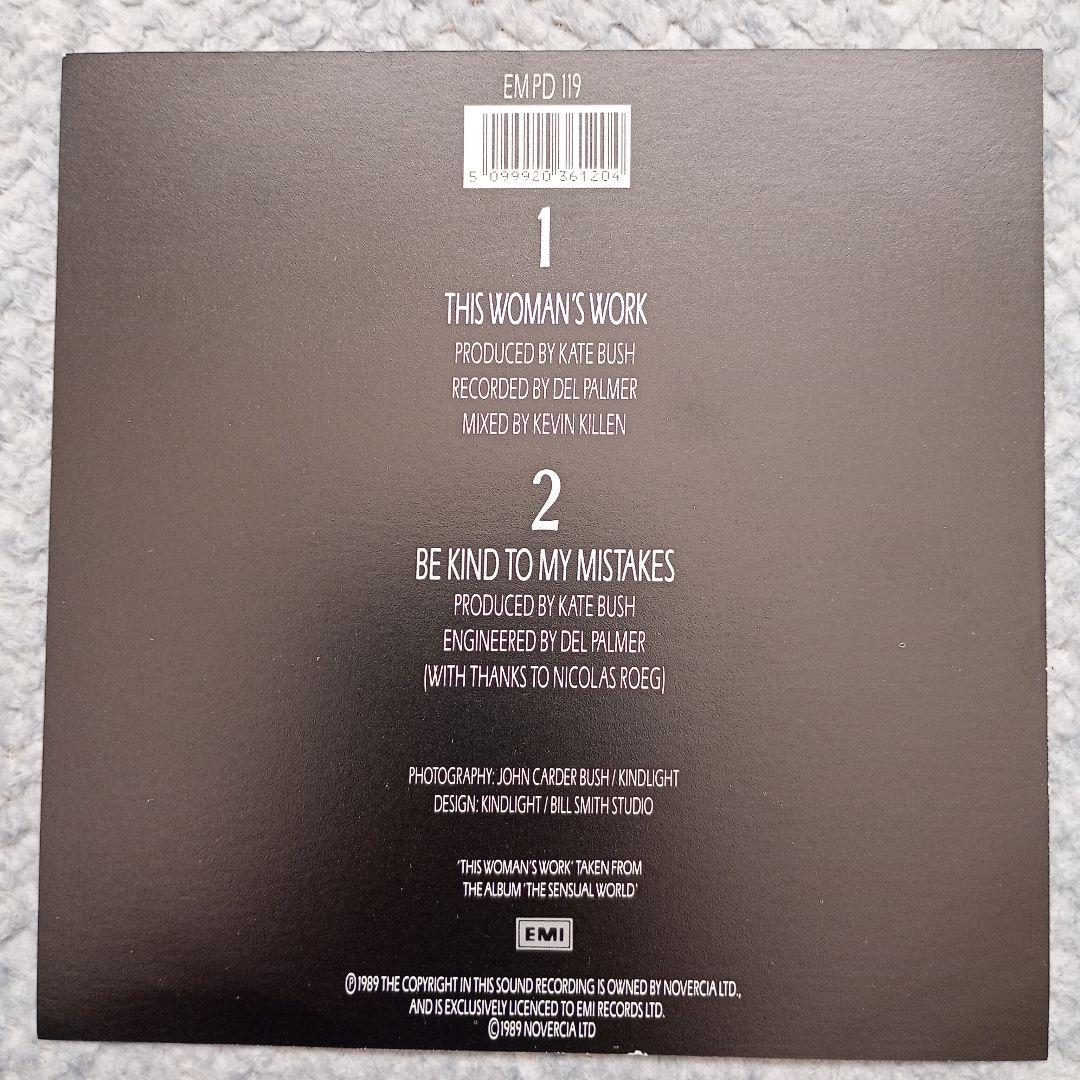 EMPD 119
5 099920 361204
1
THIS WOMAN'S WORK
PRODUCED BY KATE BUSH
RECORDED BY DEL PALMER
MIXED BY KEVIN KILLEN
2
BE KIND TO MY MISTAKES
PRODUCED BY KATE BUSH
ENGINEERED BY DEL PALMER
(WITH THANKS TO NICOLAS ROEG)
PHOTOGRAPHY: JOHN CARDER BUSH / KINDLIGHT
DESIGN: KINDLIGHT / BILL SMITH STUDIO
'THIS WOMAN'S WORK' TAKEN FROM
THE ALBUM 'THE SENSUAL WORLD'
EMI
℗1989 THE COPYRIGHT IN THIS SOUND RECORDING IS OWNED BY NOVERCIA LTD.,
AND IS EXCLUSIVELY LICENCED TO EMI RECORDS LTD.
©1989 NOVERCIA LTD